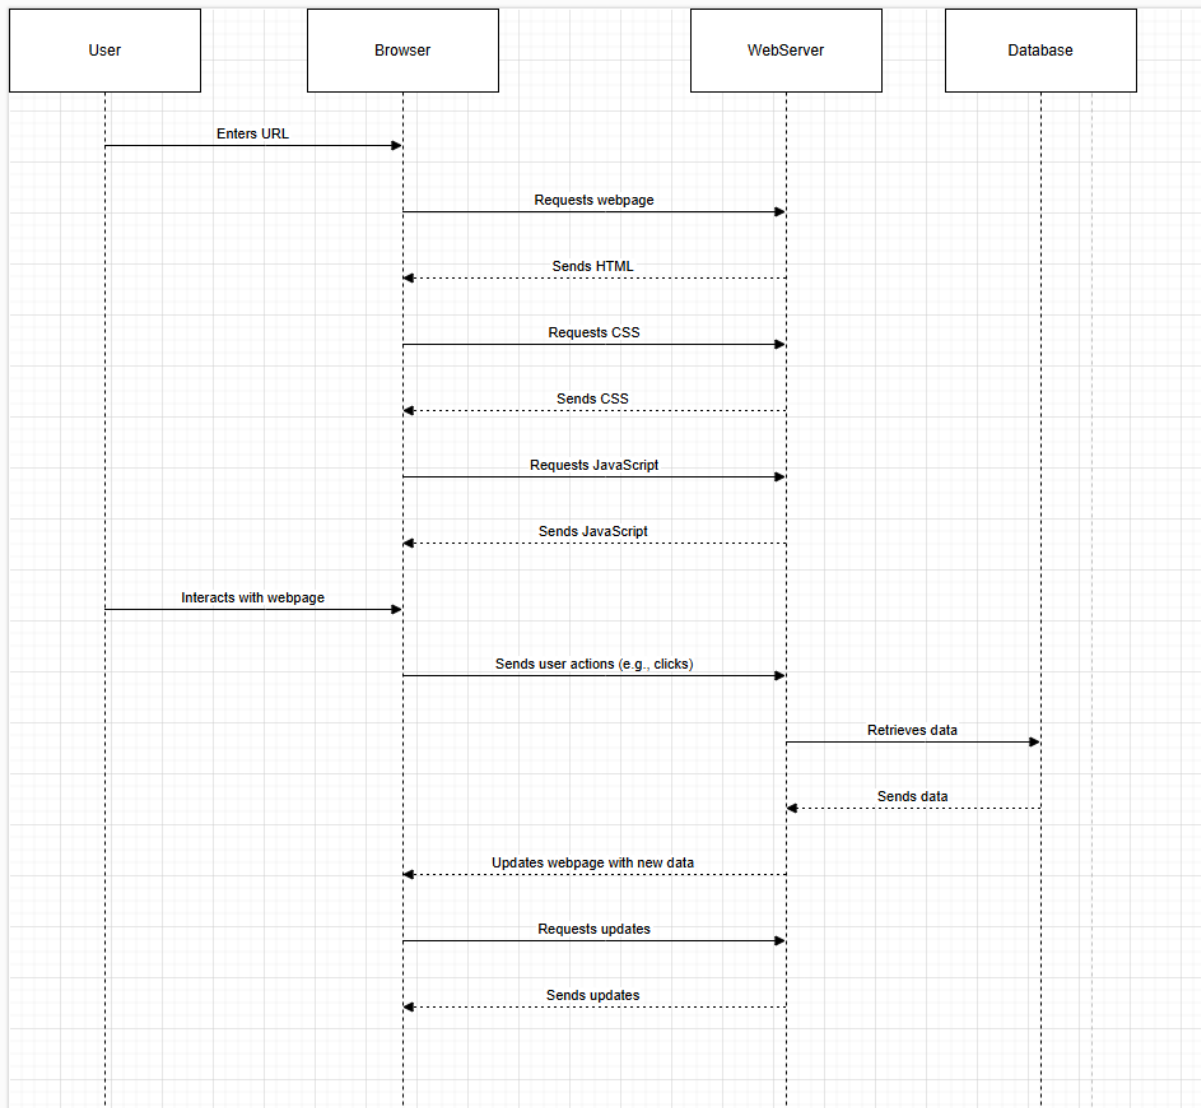 User
Browser
WebServer
Database
Enters URL
Requests webpage
Sends HTML
Requests CSS
Sends CSS
Requests JavaScript
Sends JavaScript
Interacts with webpage
Sends user actions (e.g., clicks)
Retrieves data
Sends data
Updates webpage with new data
Requests updates
Sends updates